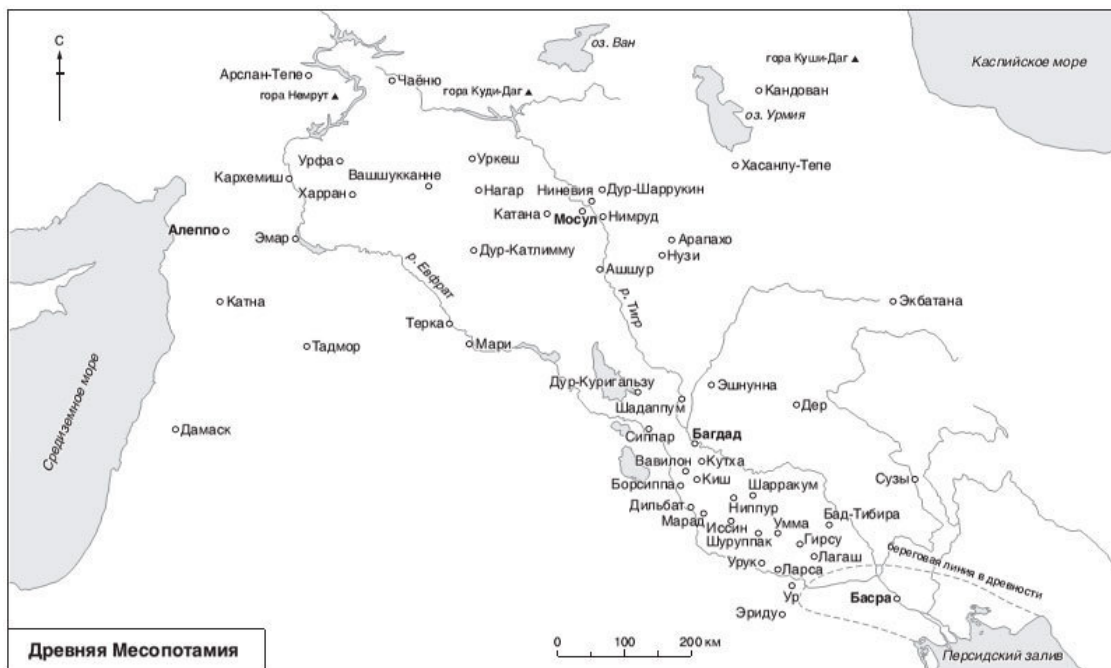 С
оз. Ван
гора Куши-Даг
Каспийское море
Арслан-Тепе
Чаёню
гора Немрут
гора Куди-Даг
Кандован
оз. Урмия
Урфа
Уркеш
Хасанлу-Тепе
Вашшукканне
Кархемиш
Харран
Нагар
Ниневия
Дур-Шаррукин
Катана
Мосул
Нимруд
Алеппо
Эмар
Арапахо
Дур-Катлимму
Нузи
р. Евфрат
Ашшур
р. Тигр
Катна
Экбатана
Терка
Тадмор
Мари
Средиземное море
Дур-Куригальзу
Эшнунна
Шадаппум
Дер
Дамаск
Сиппар
Багдад
Вавилон
Кутха
Борсиппа
Киш
Шарракум
Сузы
Дильбат
Ниппур
Марад
Иссин
Умма
Бад-Тибира
Шуруппак
Гирсу
Лагаш
береговая линия в древности
Урук
Ларса
Ур
Басра
Эриду
Древняя Месопотамия
0 100 200 км
Персидский залив